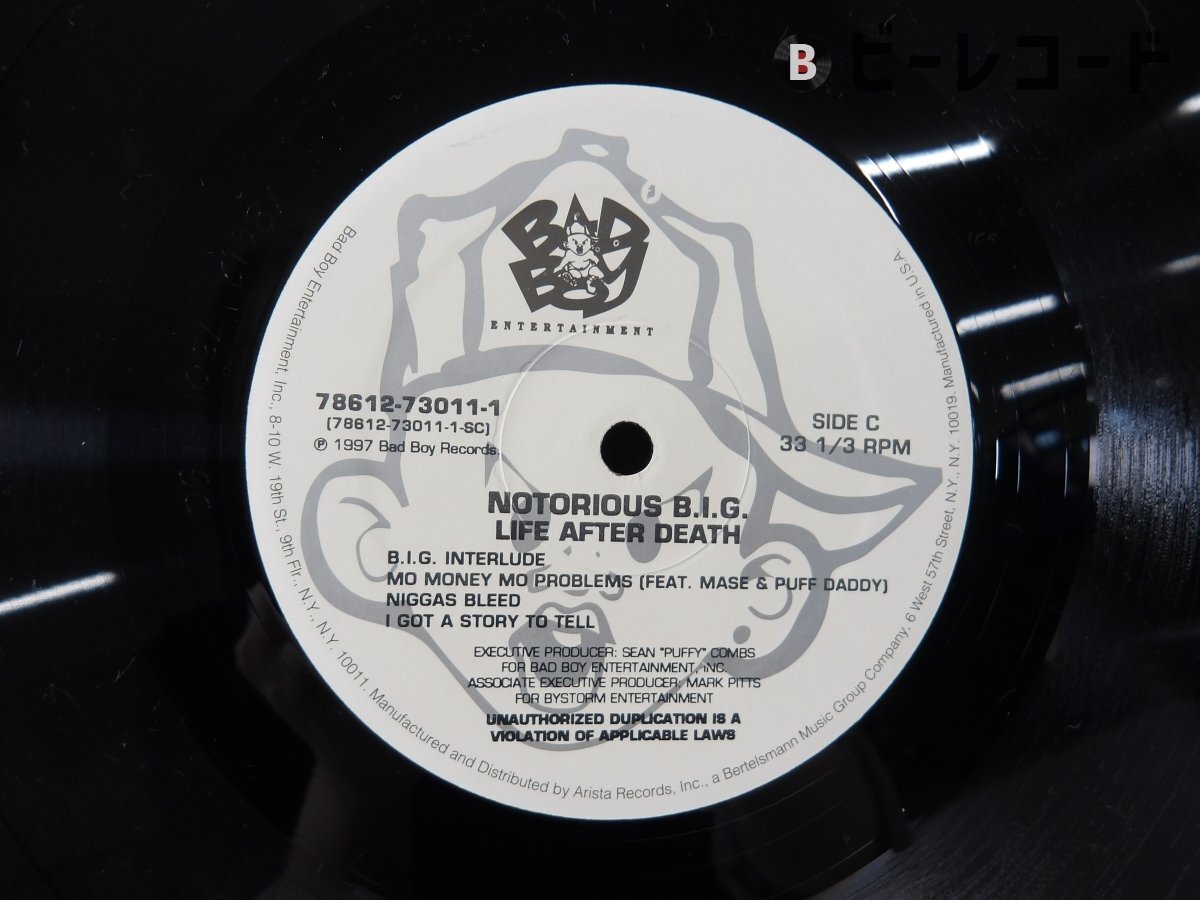 B ビーレコード
BAD BOY
ENTERTAINMENT
78612-73011-1
(78612-73011-1-SC)
℗ 1997 Bad Boy Records.
SIDE C
33 1/3 RPM
NOTORIOUS B.I.G.
LIFE AFTER DEATH
B.I.G. INTERLUDE
MO MONEY MO PROBLEMS (FEAT. MASE & PUFF DADDY)
NIGGAS BLEED
I GOT A STORY TO TELL
EXECUTIVE PRODUCER: SEAN "PUFFY" COMBS
FOR BAD BOY ENTERTAINMENT, INC.
ASSOCIATE EXECUTIVE PRODUCER: MARK PITTS
FOR BYSTORM ENTERTAINMENT
UNAUTHORIZED DUPLICATION IS A
VIOLATION OF APPLICABLE LAWS
Bad Boy Entertainment, Inc., 8-10 W. 19th St., 9th Flr., N.Y., N.Y. 10011. Manufactured and Distributed by Arista Records, Inc., a Bertelsmann Music Group Company, 6 West 57th Street, N.Y., N.Y. 10019. Manufactured in U.S.A.